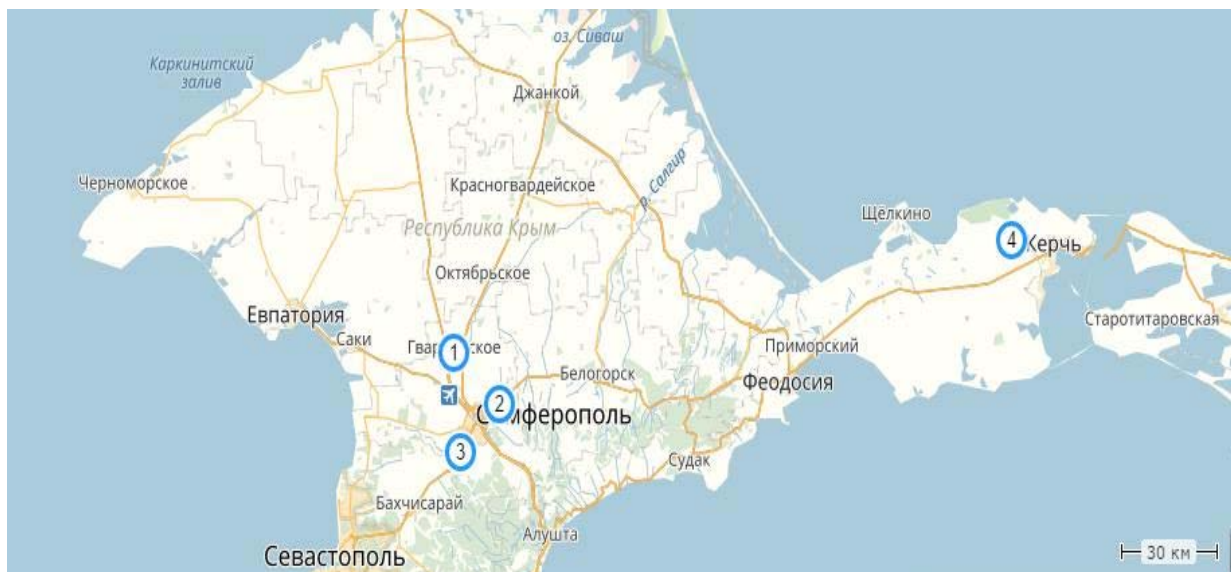 оз. Сиваш
Каркинитский
залив
Джанкой
Черноморское
Красногвардейское
р. Салгир
Щёлкино
Республика Крым
4
Керчь
Октябрьское
Евпатория
Саки
1
Старотитаровская
Приморский
Белогорск
Феодосия
2
3
Судак
Бахчисарай
Алушта
Севастополь
30 км